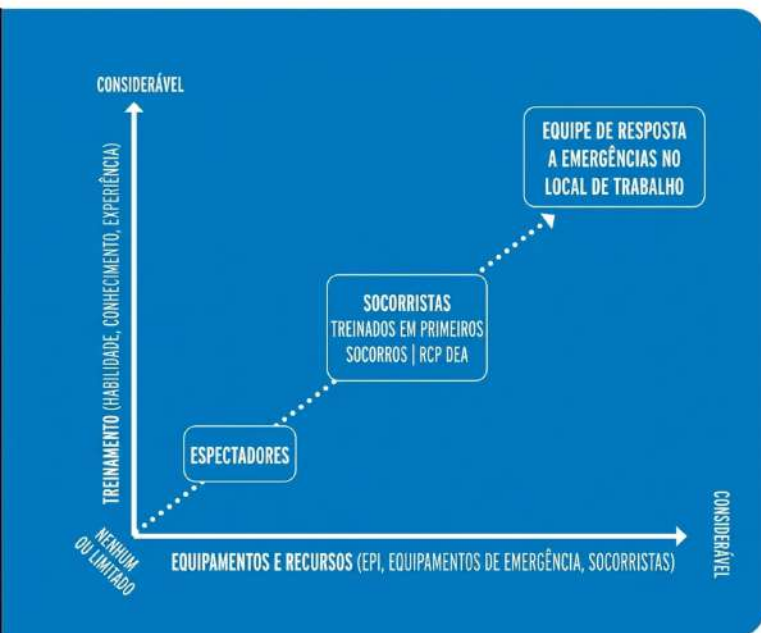 CONSIDERÁVEL
EQUIPE DE RESPOSTA
A EMERGÊNCIAS NO
LOCAL DE TRABALHO
TREINAMENTO (HABILIDADE, CONHECIMENTO, EXPERIÊNCIA)
SOCORRISTAS
TREINADOS EM PRIMEIROS
SOCORROS | RCP DEA
ESPECTADORES
NENHUM
OU LIMITADO
EQUIPAMENTOS E RECURSOS (EPI, EQUIPAMENTOS DE EMERGÊNCIA, SOCORRISTAS)
CONSIDERÁVEL